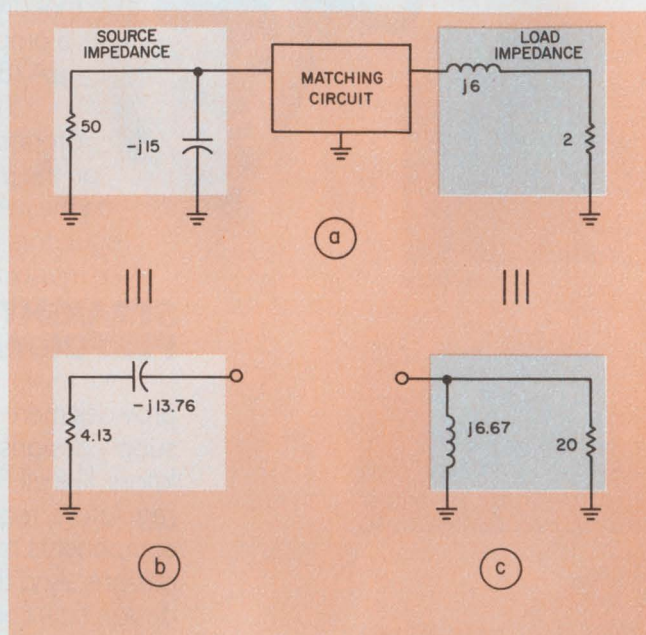 SOURCE
IMPEDANCE
LOAD
IMPEDANCE
MATCHING
CIRCUIT
j6
50
-j15
2
a
-j13.76
4.13
j6.67
20
b
c